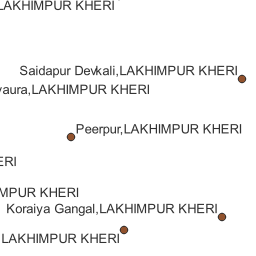 LAKHIMPUR KHERI
Saidapur Devkali,LAKHIMPUR KHERI
aura,LAKHIMPUR KHERI
Peerpur,LAKHIMPUR KHERI
ERI
MPUR KHERI
Koraiya Gangal,LAKHIMPUR KHERI
,LAKHIMPUR KHERI